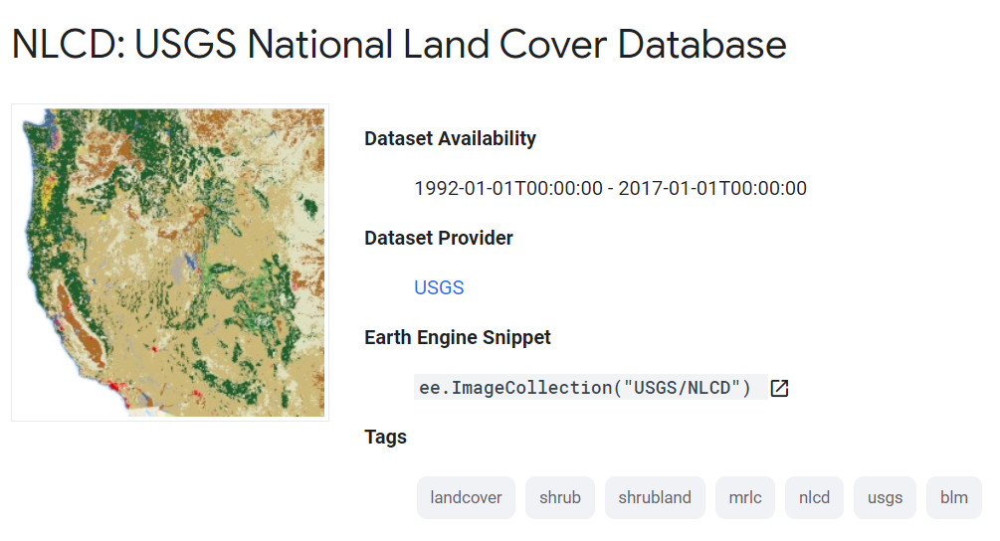 NLCD: USGS National Land Cover Database
Dataset Availability
1992-01-01T00:00:00 - 2017-01-01T00:00:00
Dataset Provider
USGS
Earth Engine Snippet
ee.ImageCollection("USGS/NLCD")
Tags
landcover shrub shrubland mrlc nlcd usgs blm